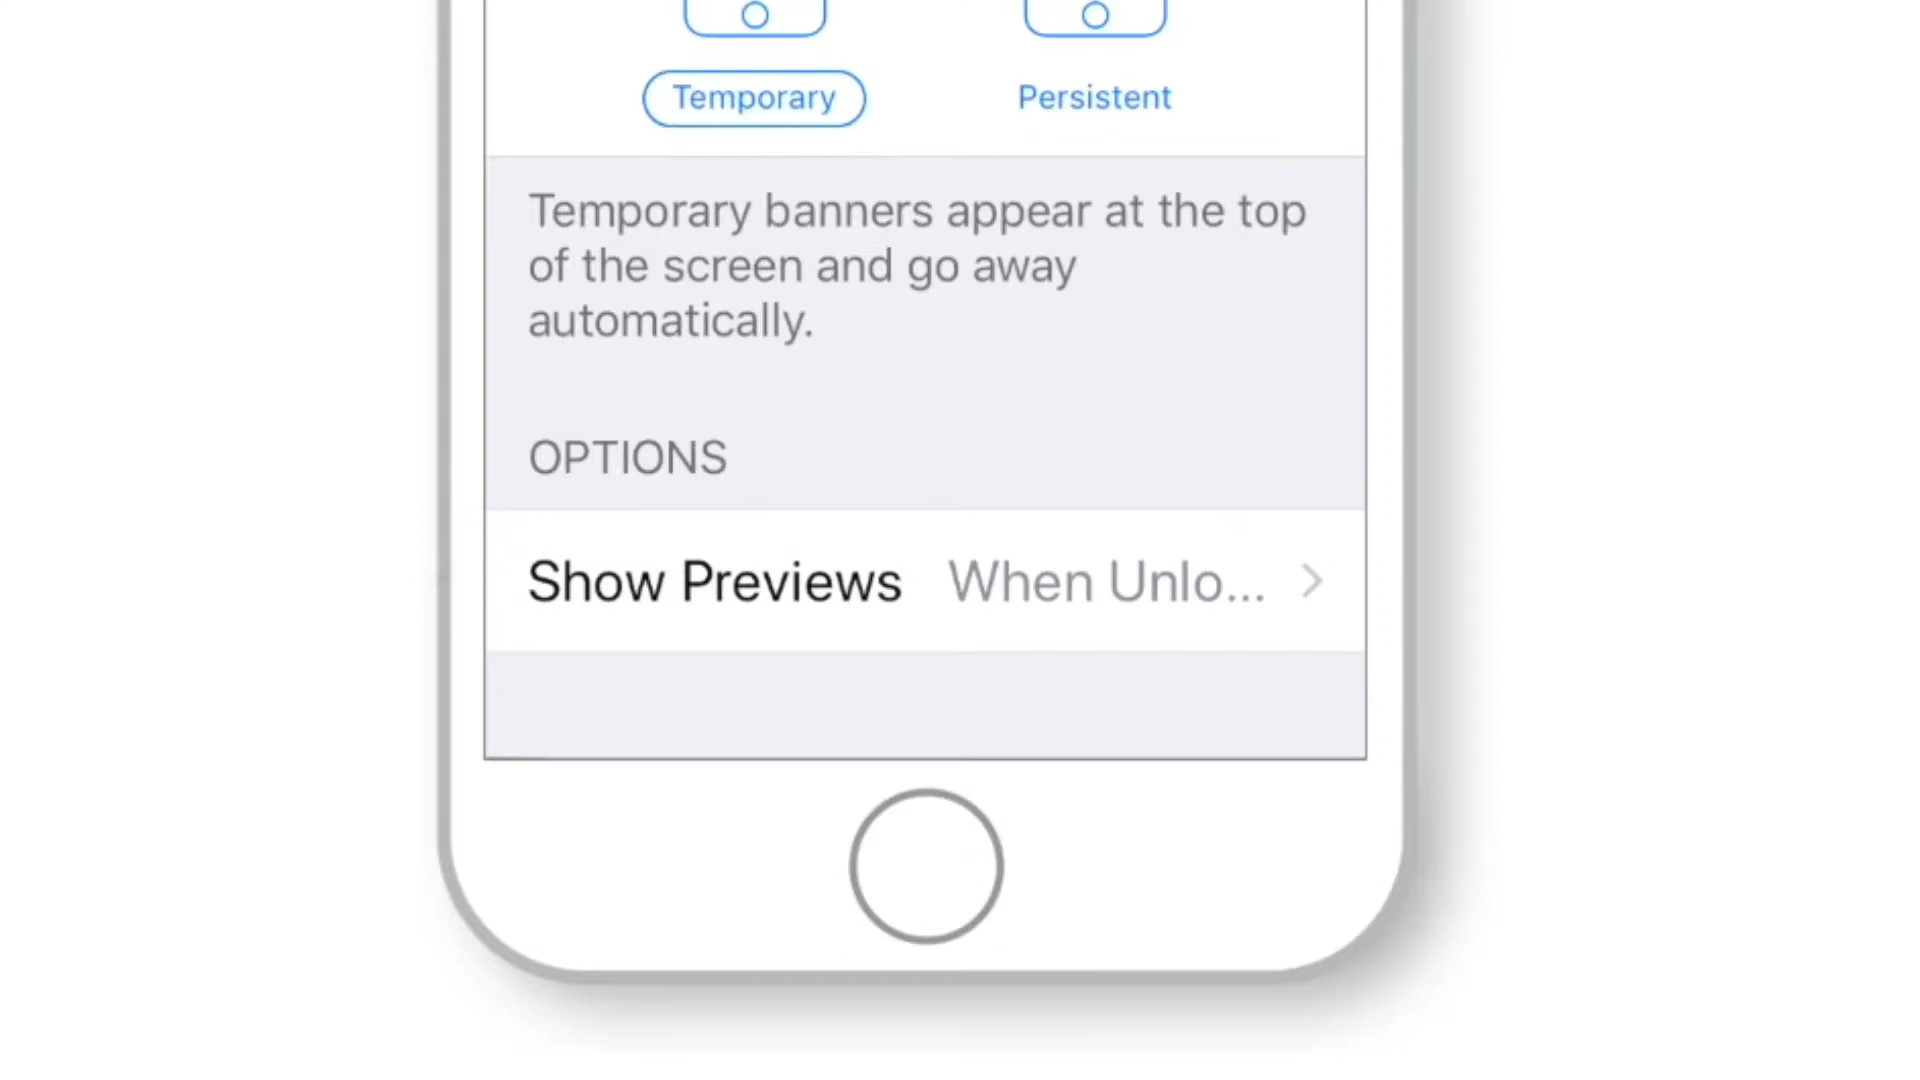 Temporary Persistent
Temporary banners appear at the top
of the screen and go away
automatically.
OPTIONS
Show Previews When Unlo...